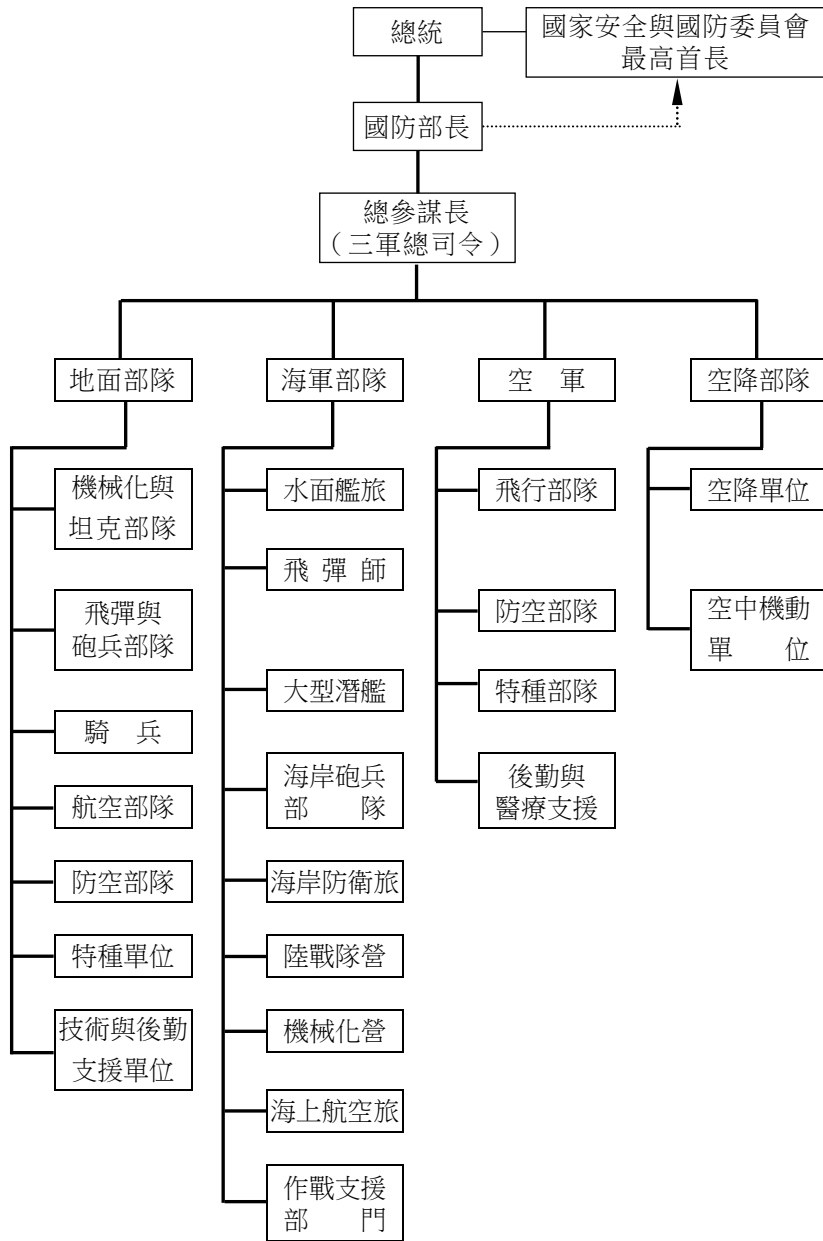 總統
國家安全與國防委員會
最高首長
國防部長
總參謀長
（三軍總司令）
地面部隊
海軍部隊
空　軍
空降部隊
機械化與
坦克部隊
飛彈與
砲兵部隊
騎　兵
航空部隊
防空部隊
特種單位
技術與後勤
支援單位
水面艦旅
飛 彈 師
大型潛艦
海岸砲兵
部　　隊
海岸防衛旅
陸戰隊營
機械化營
海上航空旅
作戰支援
部　　門
飛行部隊
防空部隊
特種部隊
後勤與
醫療支援
空降單位
空中機動
單　　位